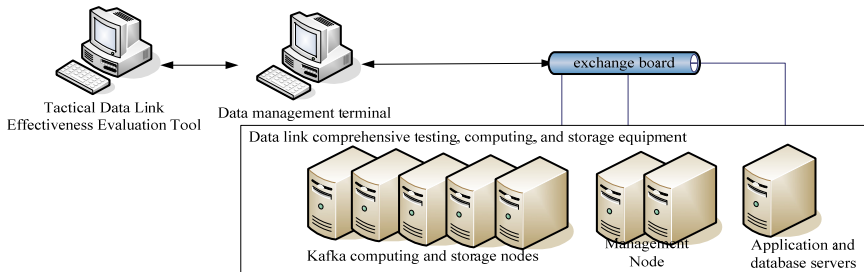 exchange board
Tactical Data Link
Effectiveness Evaluation Tool
Data management terminal
Data link comprehensive testing, computing, and storage equipment
Kafka computing and storage nodes
Management
Node
Application and
database servers